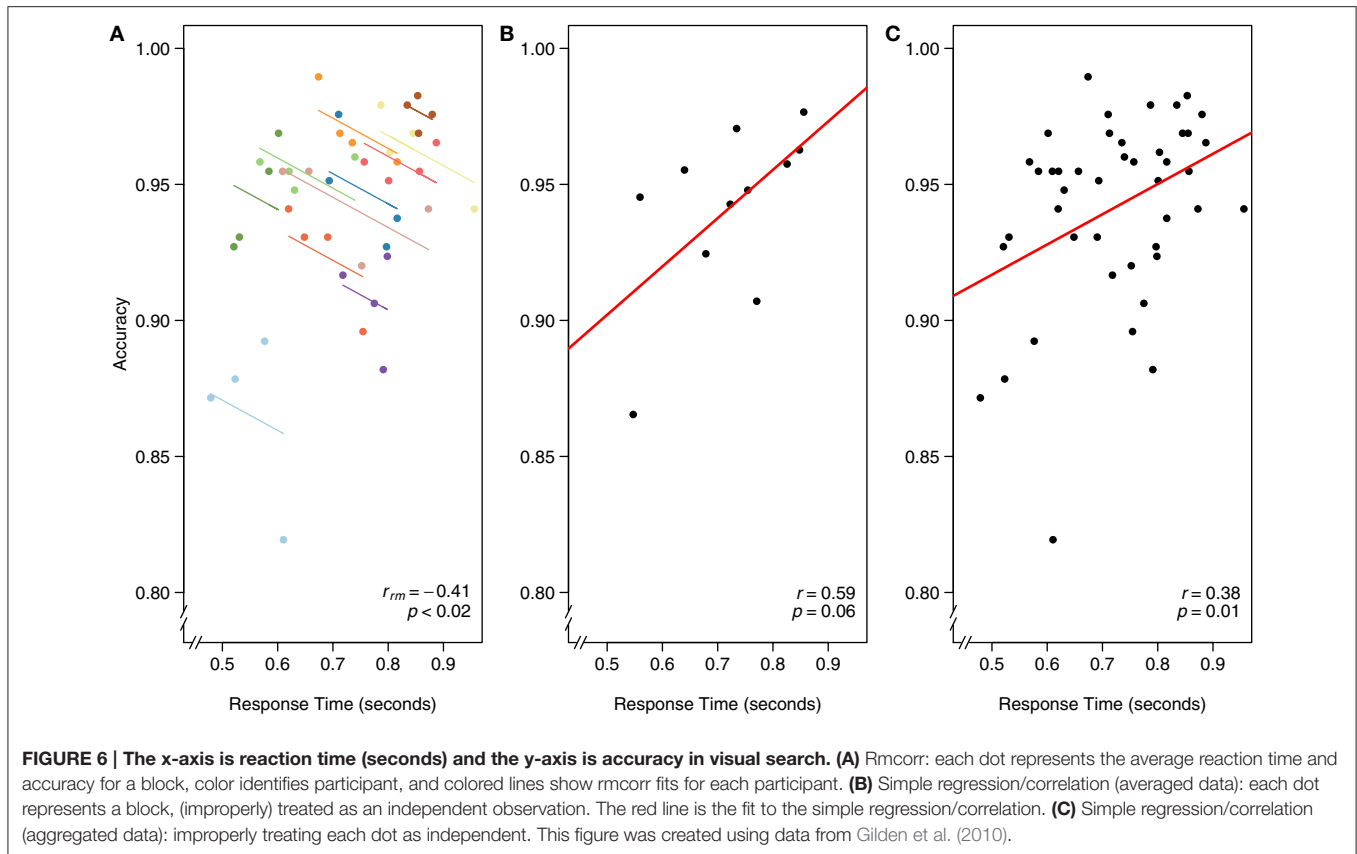 A
B
C
1.00
0.95
0.90
0.85
0.80
Accuracy
r_rm = −0.41
p < 0.02
0.5 0.6 0.7 0.8 0.9
Response Time (seconds)
1.00
0.95
0.90
0.85
0.80
r = 0.59
p = 0.06
0.5 0.6 0.7 0.8 0.9
Response Time (seconds)
1.00
0.95
0.90
0.85
0.80
r = 0.38
p = 0.01
0.5 0.6 0.7 0.8 0.9
Response Time (seconds)
FIGURE 6 | The x-axis is reaction time (seconds) and the y-axis is accuracy in visual search. (A) Rmcorr: each dot represents the average reaction time and
accuracy for a block, color identifies participant, and colored lines show rmcorr fits for each participant. (B) Simple regression/correlation (averaged data): each dot
represents a block, (improperly) treated as an independent observation. The red line is the fit to the simple regression/correlation. (C) Simple regression/correlation
(aggregated data): improperly treating each dot as independent. This figure was created using data from Gilden et al. (2010).